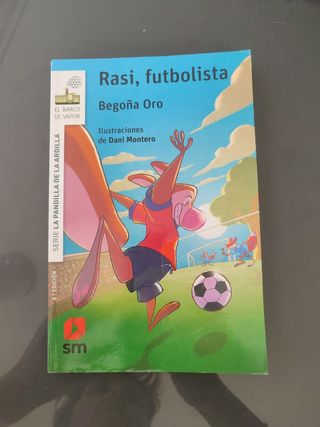 Rasi, futbolista
Begoña Oro
Ilustraciones
de Dani Montero
EL BARCO
DE VAPOR
SERIE LA PANDILLA DE LA ARDILLA
sm